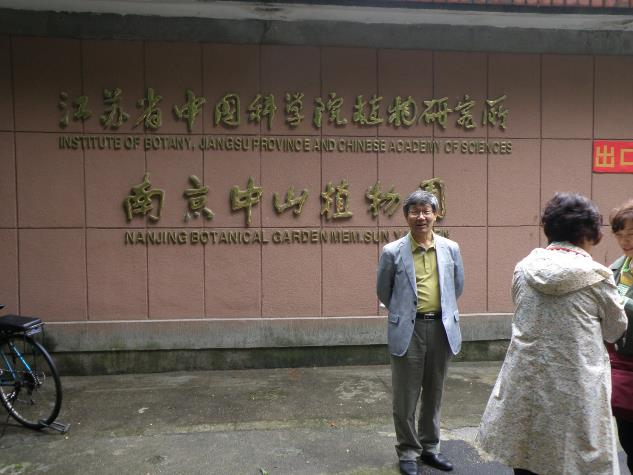 江苏省中国科学院植物研究所
INSTITUTE OF BOTANY, JIANGSU PROVINCE AND CHINESE ACADEMY OF SCIENCES
出口
南京中山植物园
NANJING BOTANICAL GARDEN MEM.SUN